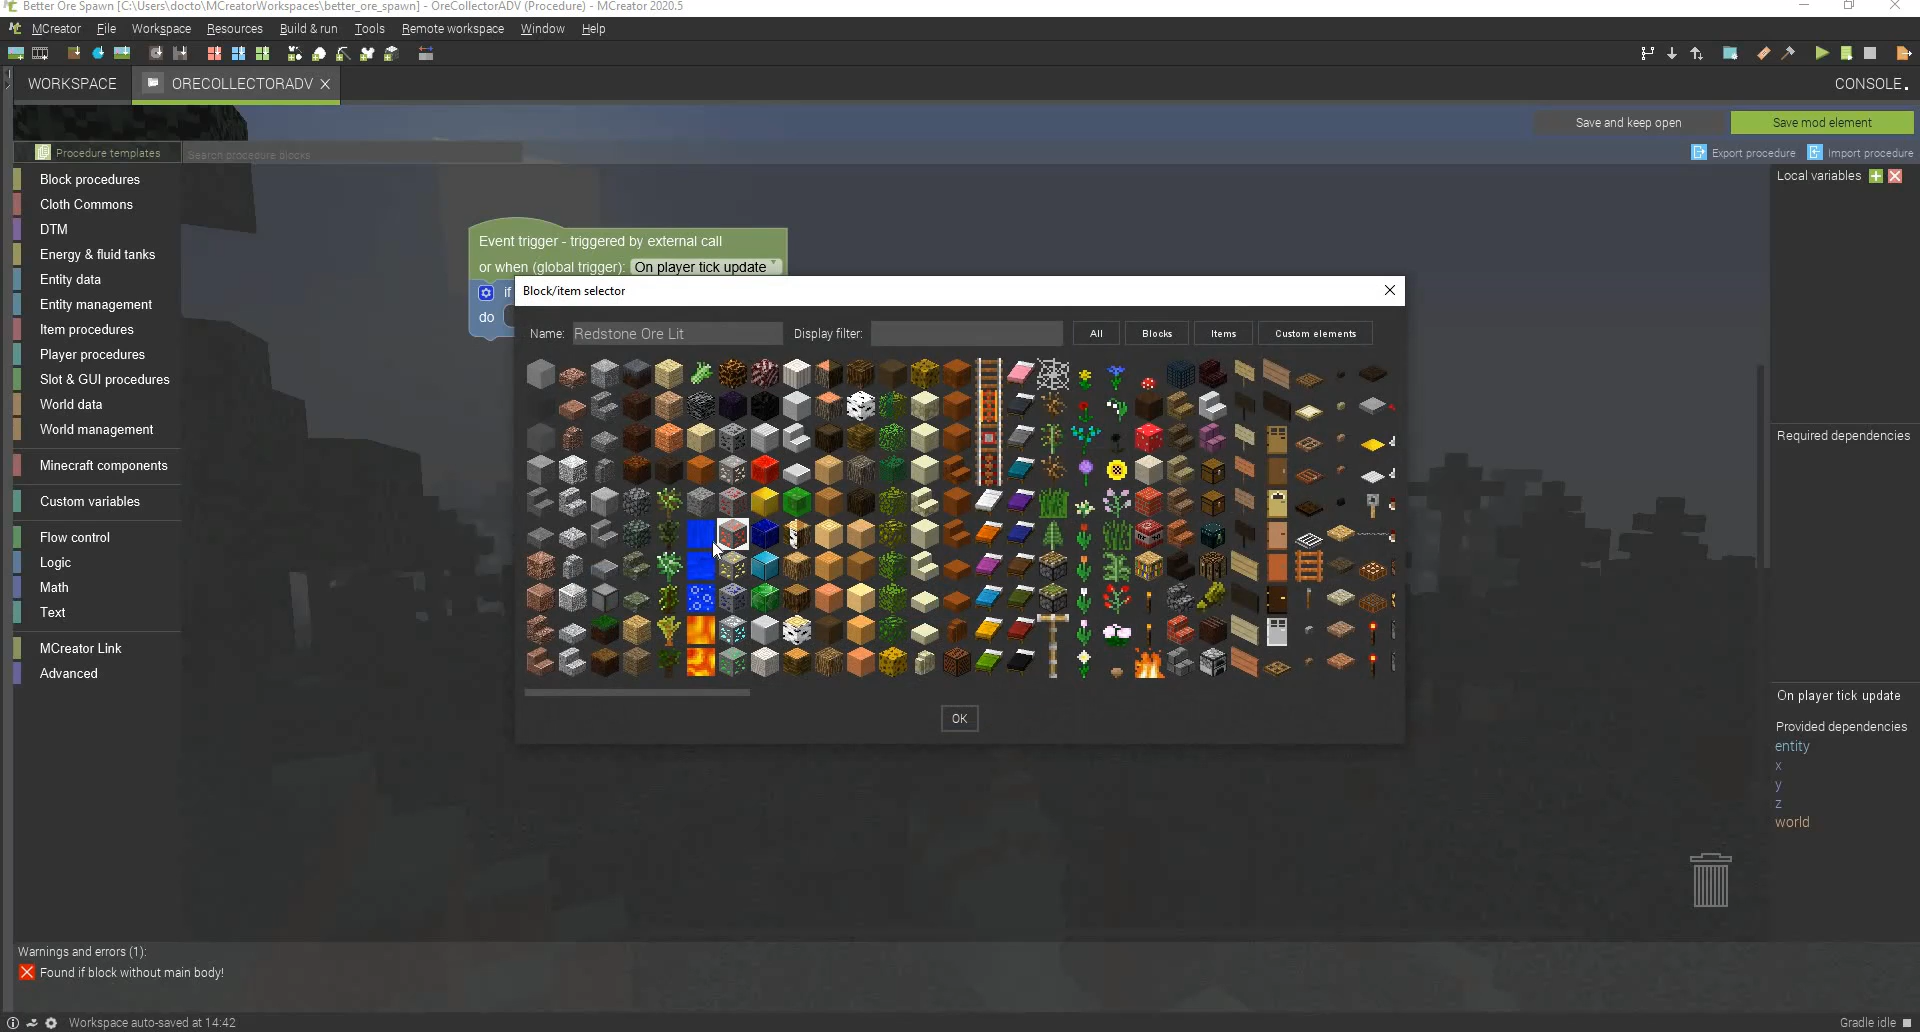 Better Ore Spawn [C:\Users\docto\MCreatorWorkspaces\better_ore_spawn] - OreCollectorADV (Procedure) - MCreator 2020.5
MCreator File Workspace Resources Build & run Tools Remote workspace Window Help
WORKSPACE ORECOLLECTORADV CONSOLE
Save and keep open Save mod element
Procedure templates Search procedure blocks Export procedure Import procedure
Block procedures
Cloth Commons
DTM
Energy & fluid tanks
Entity data
Entity management
Item procedures
Player procedures
Slot & GUI procedures
World data
World management
Minecraft components
Custom variables
Flow control
Logic
Math
Text
MCreator Link
Advanced
Event trigger - triggered by external call
or when (global trigger): On player tick update
if
do
Block/item selector
Name: Redstone Ore Lit Display filter: All Blocks Items Custom elements
OK
Local variables
Required dependencies
On player tick update
Provided dependencies
entity
x
y
z
world
Warnings and errors (1):
Found if block without main body!
Workspace auto-saved at 14:42
Gradle idle